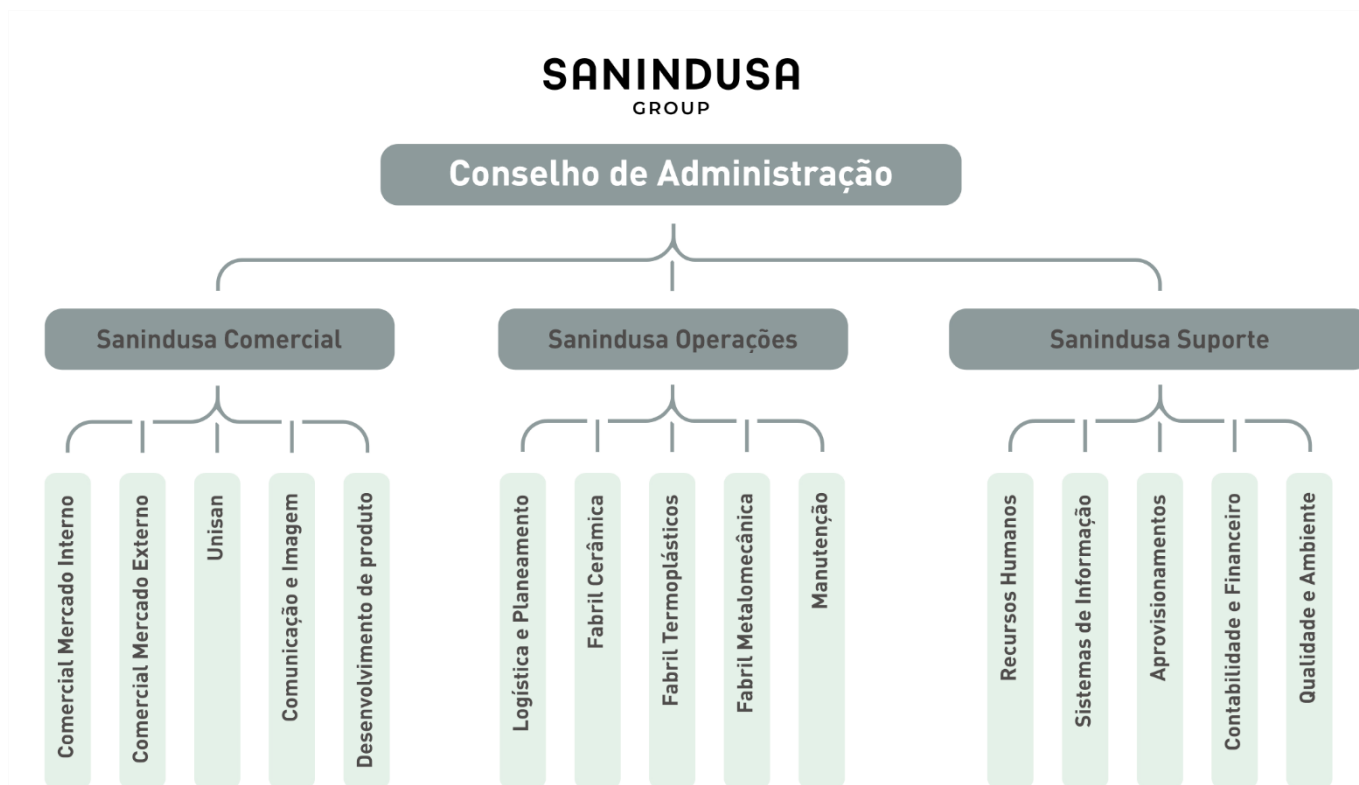 SANINDUSA
GROUP
Conselho de Administração
Sanindusa Comercial
Sanindusa Operações
Sanindusa Suporte
Comercial Mercado Interno
Comercial Mercado Externo
Unisan
Comunicação e Imagem
Desenvolvimento de produto
Logística e Planeamento
Fabril Cerâmica
Fabril Termoplásticos
Fabril Metalomecânica
Manutenção
Recursos Humanos
Sistemas de Informação
Aprovisionamentos
Contabilidade e Financeiro
Qualidade e Ambiente